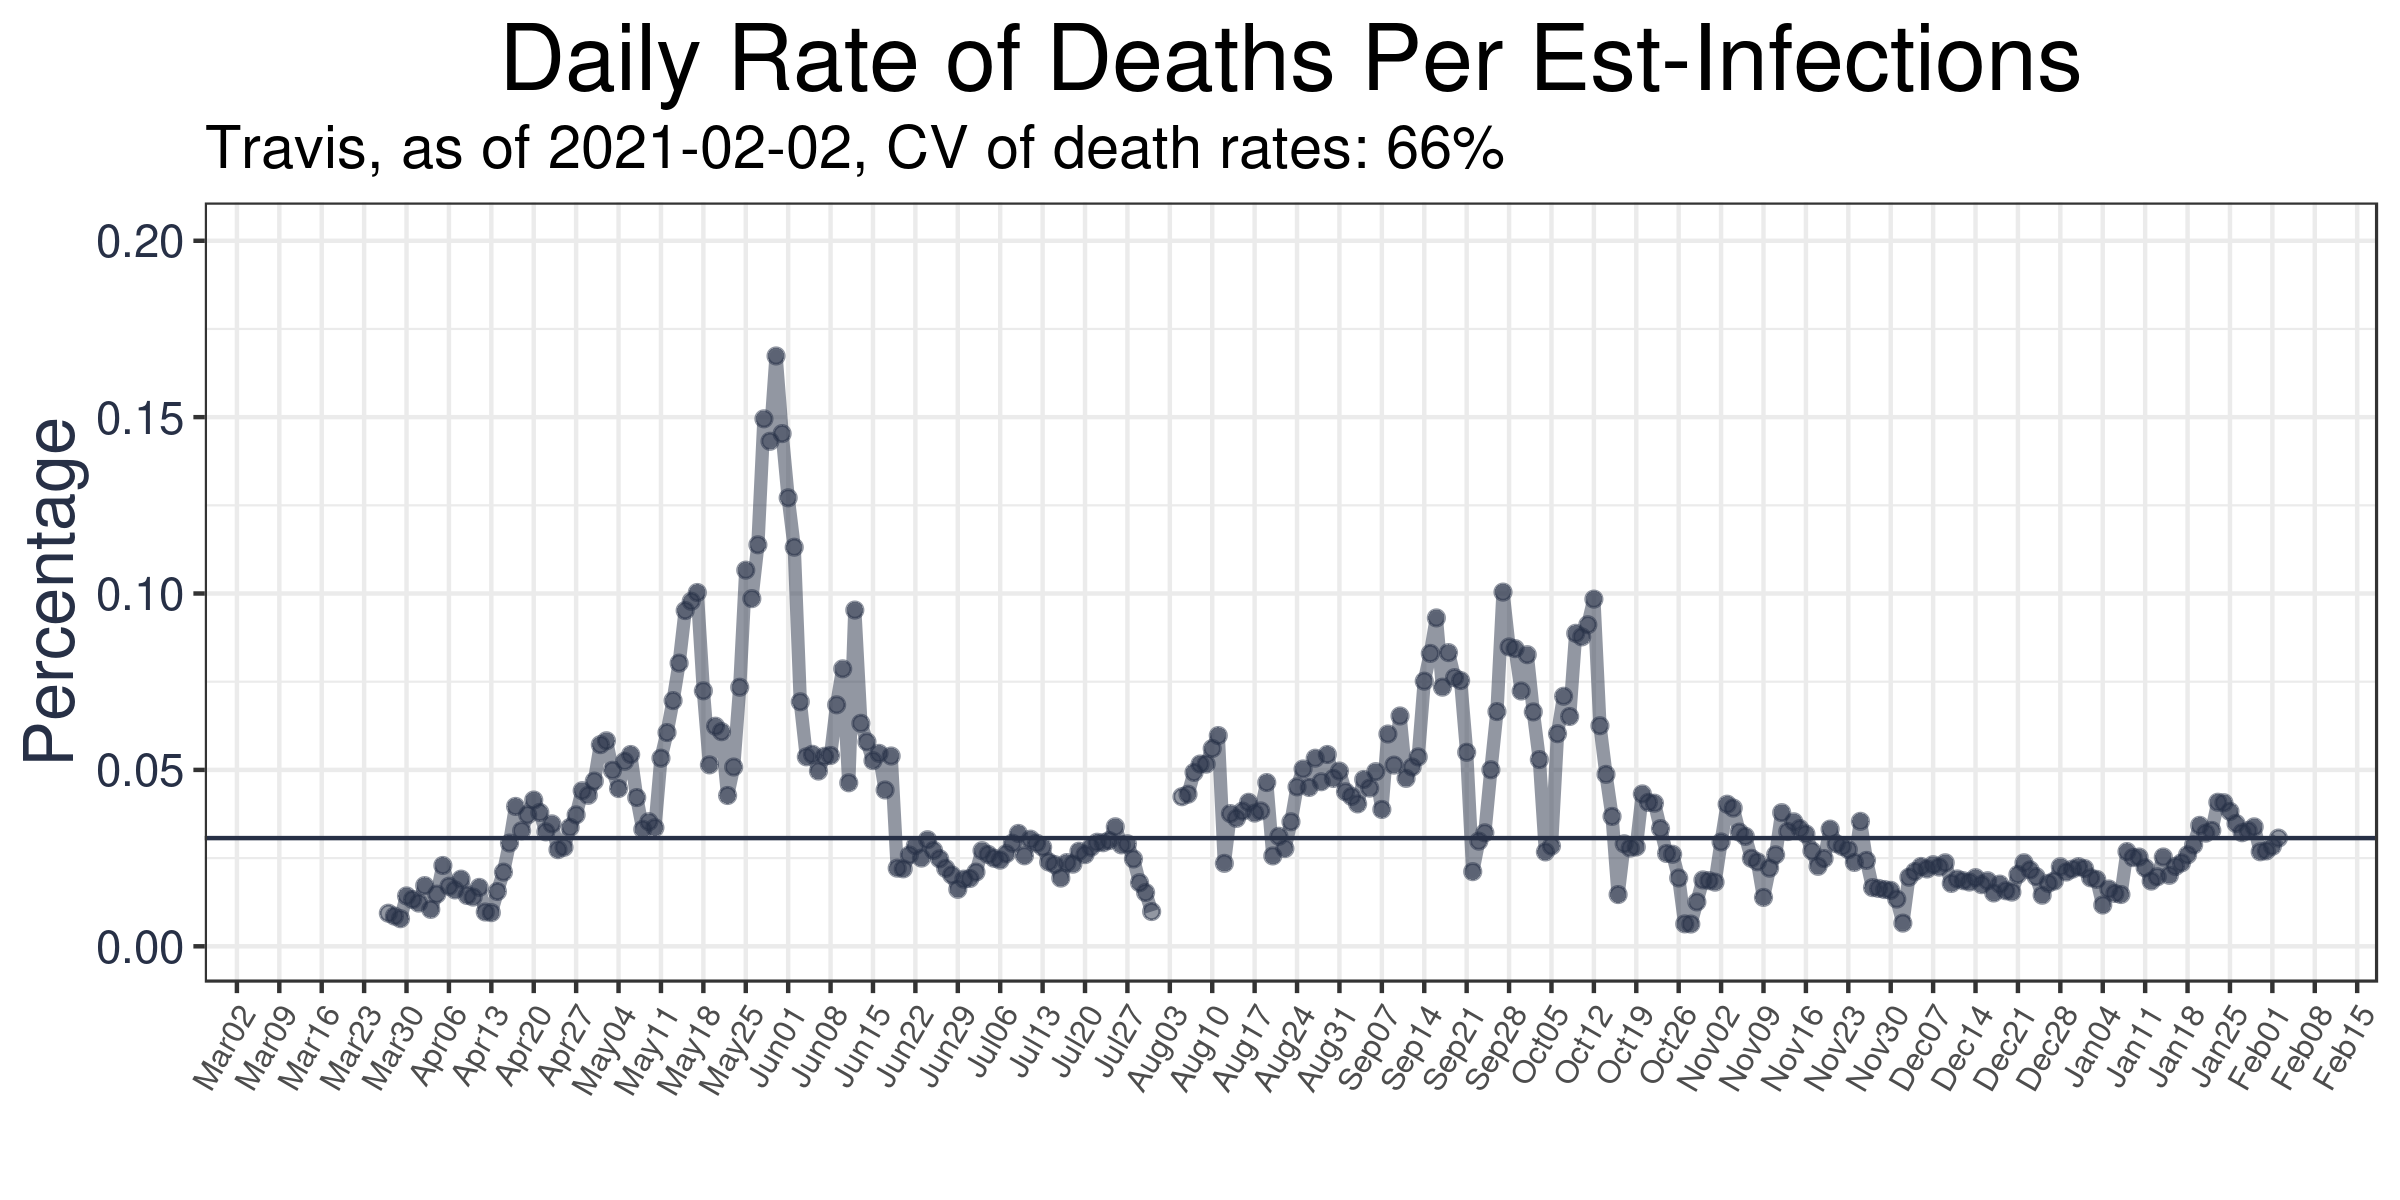 Daily Rate of Deaths Per Est-Infections
Travis, as of 2021-02-02, CV of death rates: 66%
Percentage
0.20
0.15
0.10
0.05
0.00
Mar02
Mar09
Mar16
Mar23
Mar30
Apr06
Apr13
Apr20
Apr27
May04
May11
May18
May25
Jun01
Jun08
Jun15
Jun22
Jun29
Jul06
Jul13
Jul20
Jul27
Aug03
Aug10
Aug17
Aug24
Aug31
Sep07
Sep14
Sep21
Sep28
Oct05
Oct12
Oct19
Oct26
Nov02
Nov09
Nov16
Nov23
Nov30
Dec07
Dec14
Dec21
Dec28
Jan04
Jan11
Jan18
Jan25
Feb01
Feb08
Feb15